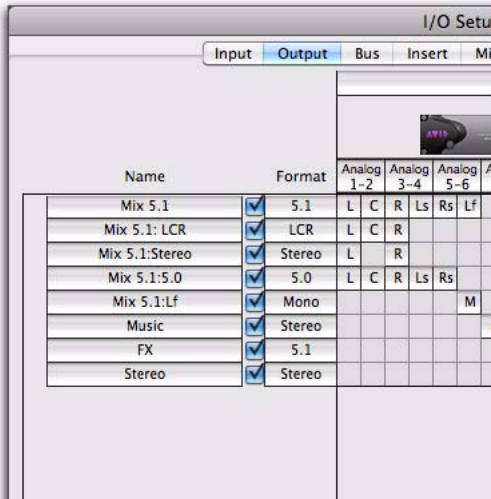 I/O Setu
Input Output Bus Insert Mi
AVID
Name Format Analog 1-2 Analog 3-4 Analog 5-6 A
Mix 5.1 5.1 L C R Ls Rs Lf
Mix 5.1: LCR LCR L C R
Mix 5.1:Stereo Stereo L R
Mix 5.1:5.0 5.0 L C R Ls Rs
Mix 5.1:Lf Mono M
Music Stereo
FX 5.1
Stereo Stereo